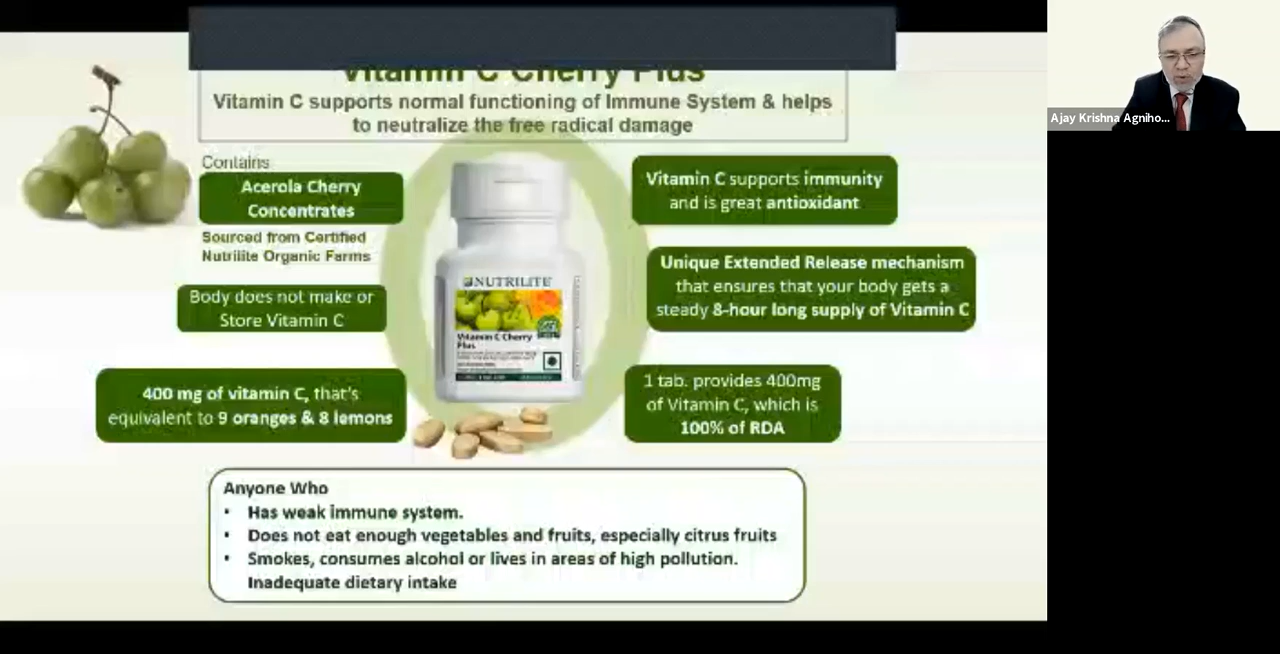 Vitamin C Cherry Plus
Vitamin C supports normal functioning of Immune System & helps
to neutralize the free radical damage
Contains
Acerola Cherry
Concentrates
Sourced from Certified
Nutrilite Organic Farms
Body does not make or
Store Vitamin C
400 mg of vitamin C, that's
equivalent to 9 oranges & 8 lemons
NUTRILITE
Vitamin C Cherry
Plus
Vitamin C supports immunity
and is great antioxidant
Unique Extended Release mechanism
that ensures that your body gets a
steady 8-hour long supply of Vitamin C
1 tab. provides 400mg
of Vitamin C, which is
100% of RDA
Anyone Who
• Has weak immune system.
• Does not eat enough vegetables and fruits, especially citrus fruits
• Smokes, consumes alcohol or lives in areas of high pollution.
Inadequate dietary intake
Ajay Krishna Agniho...